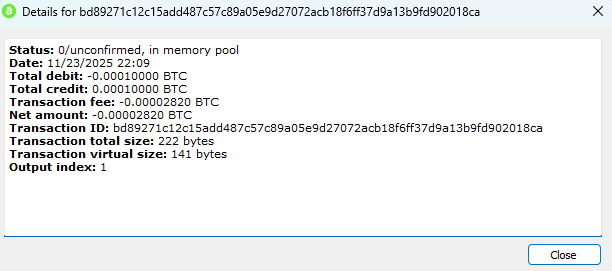 Details for bd89271c12c15add487c57c89a05e9d27072acb18f6ff37d9a13b9fd902018ca
Status: 0/unconfirmed, in memory pool
Date: 11/23/2025 22:09
Total debit: -0.00010000 BTC
Total credit: 0.00010000 BTC
Transaction fee: -0.00002820 BTC
Net amount: -0.00002820 BTC
Transaction ID: bd89271c12c15add487c57c89a05e9d27072acb18f6ff37d9a13b9fd902018ca
Transaction total size: 222 bytes
Transaction virtual size: 141 bytes
Output index: 1
Close